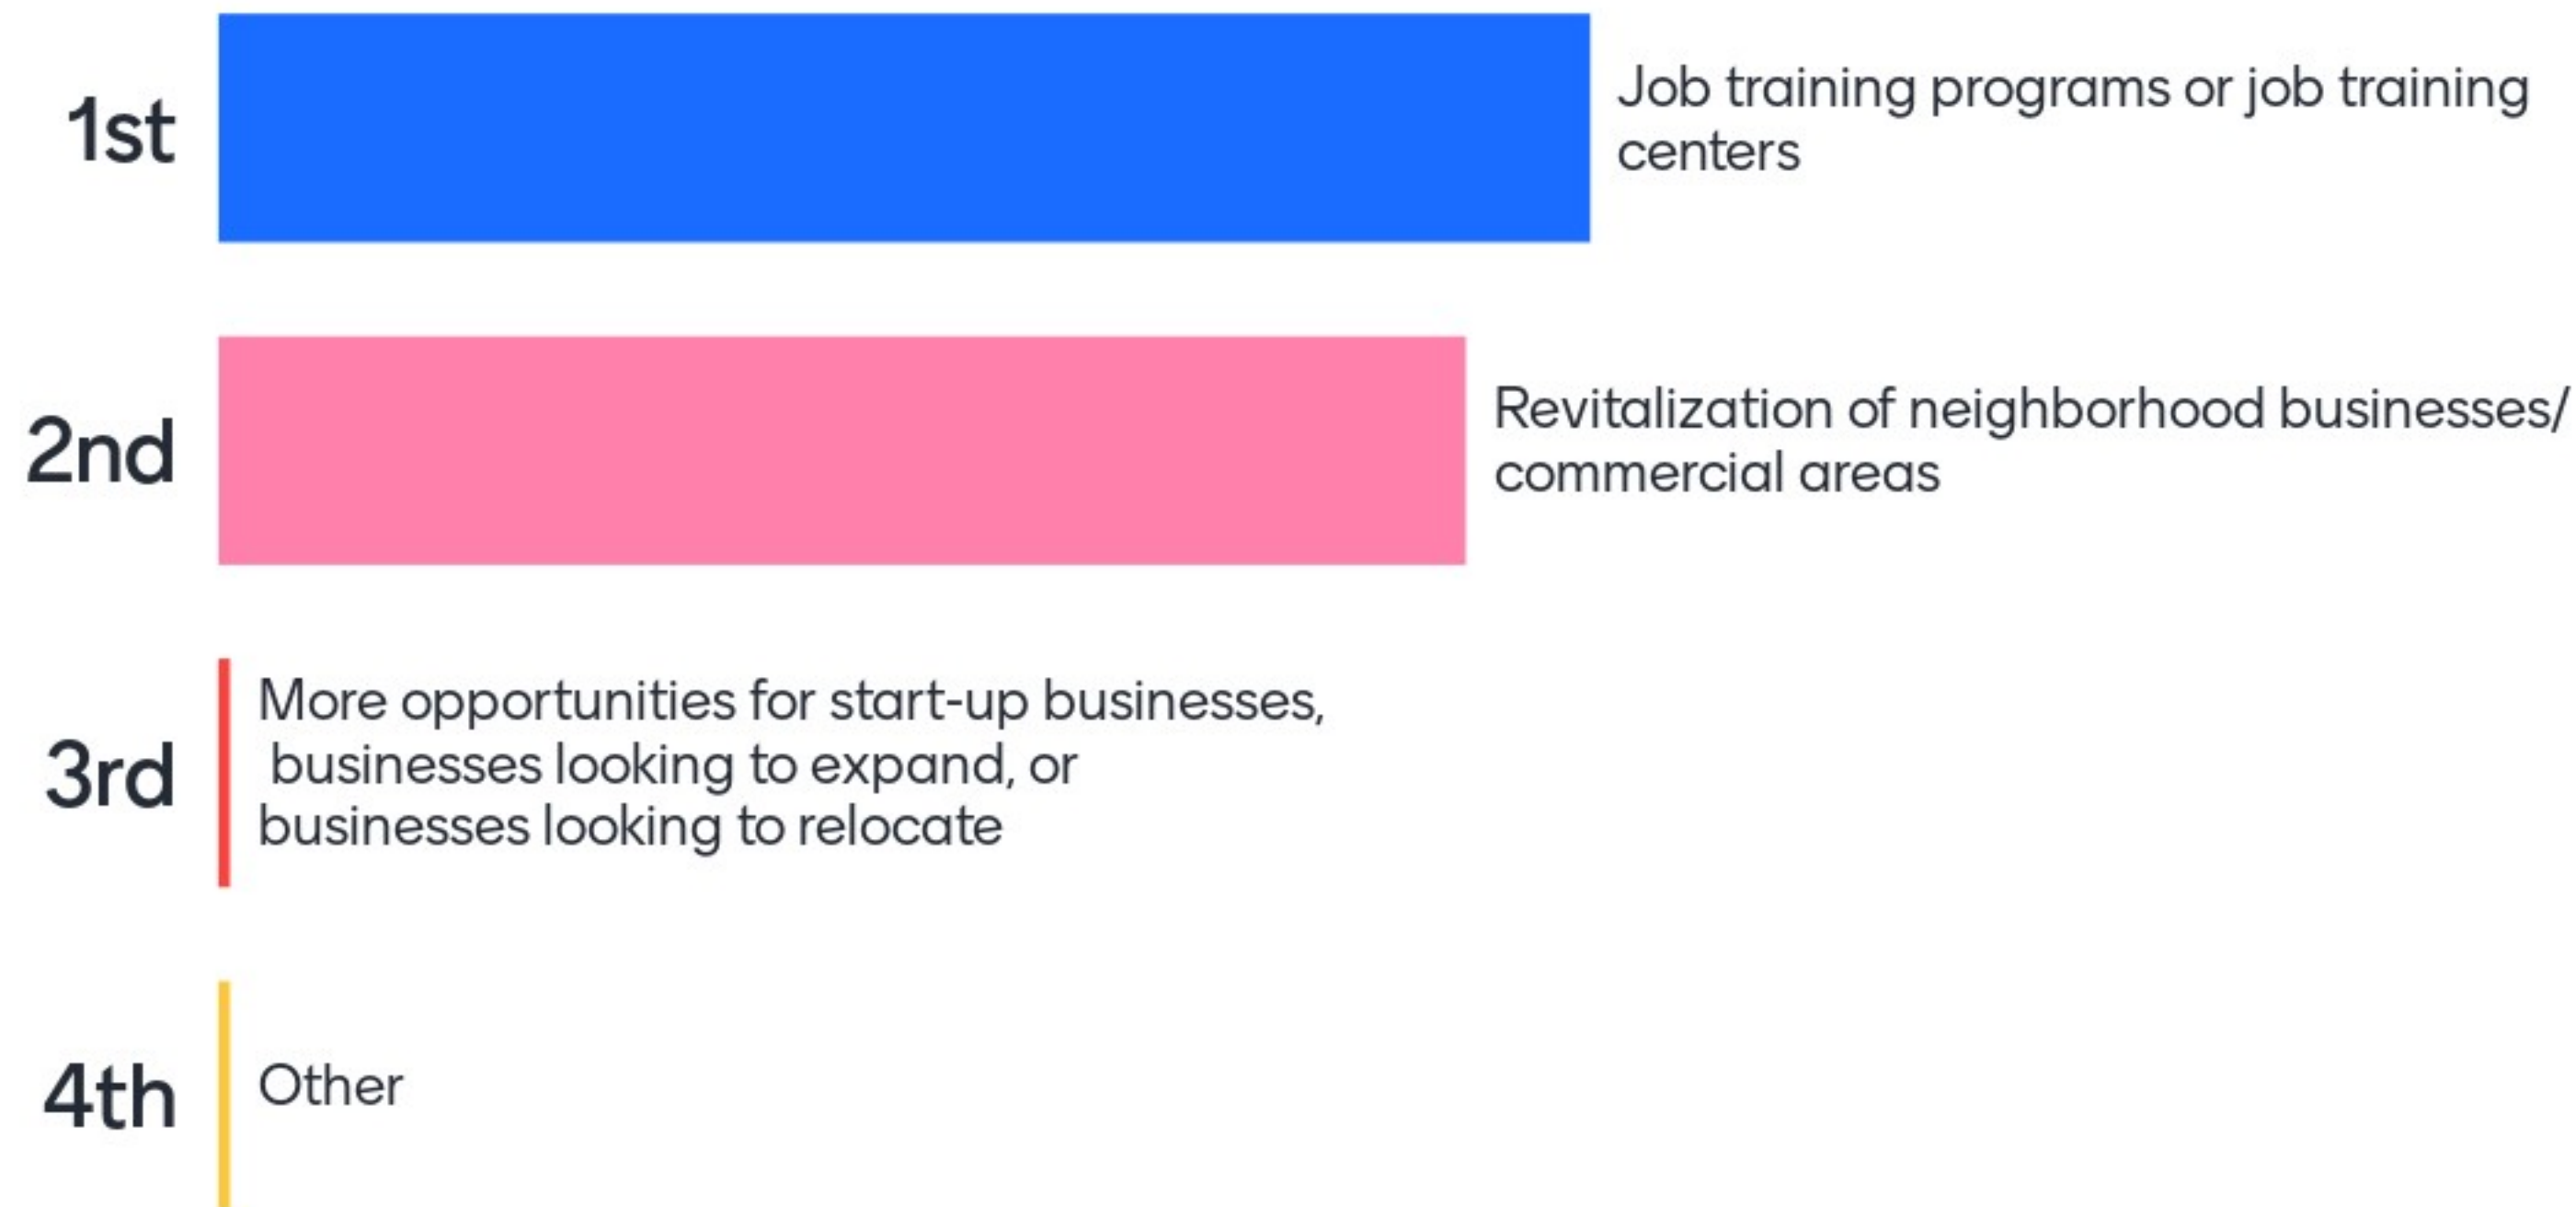 1st
Job training programs or job training
centers
2nd
Revitalization of neighborhood businesses/
commercial areas
3rd
More opportunities for start-up businesses,
businesses looking to expand, or
businesses looking to relocate
4th
Other